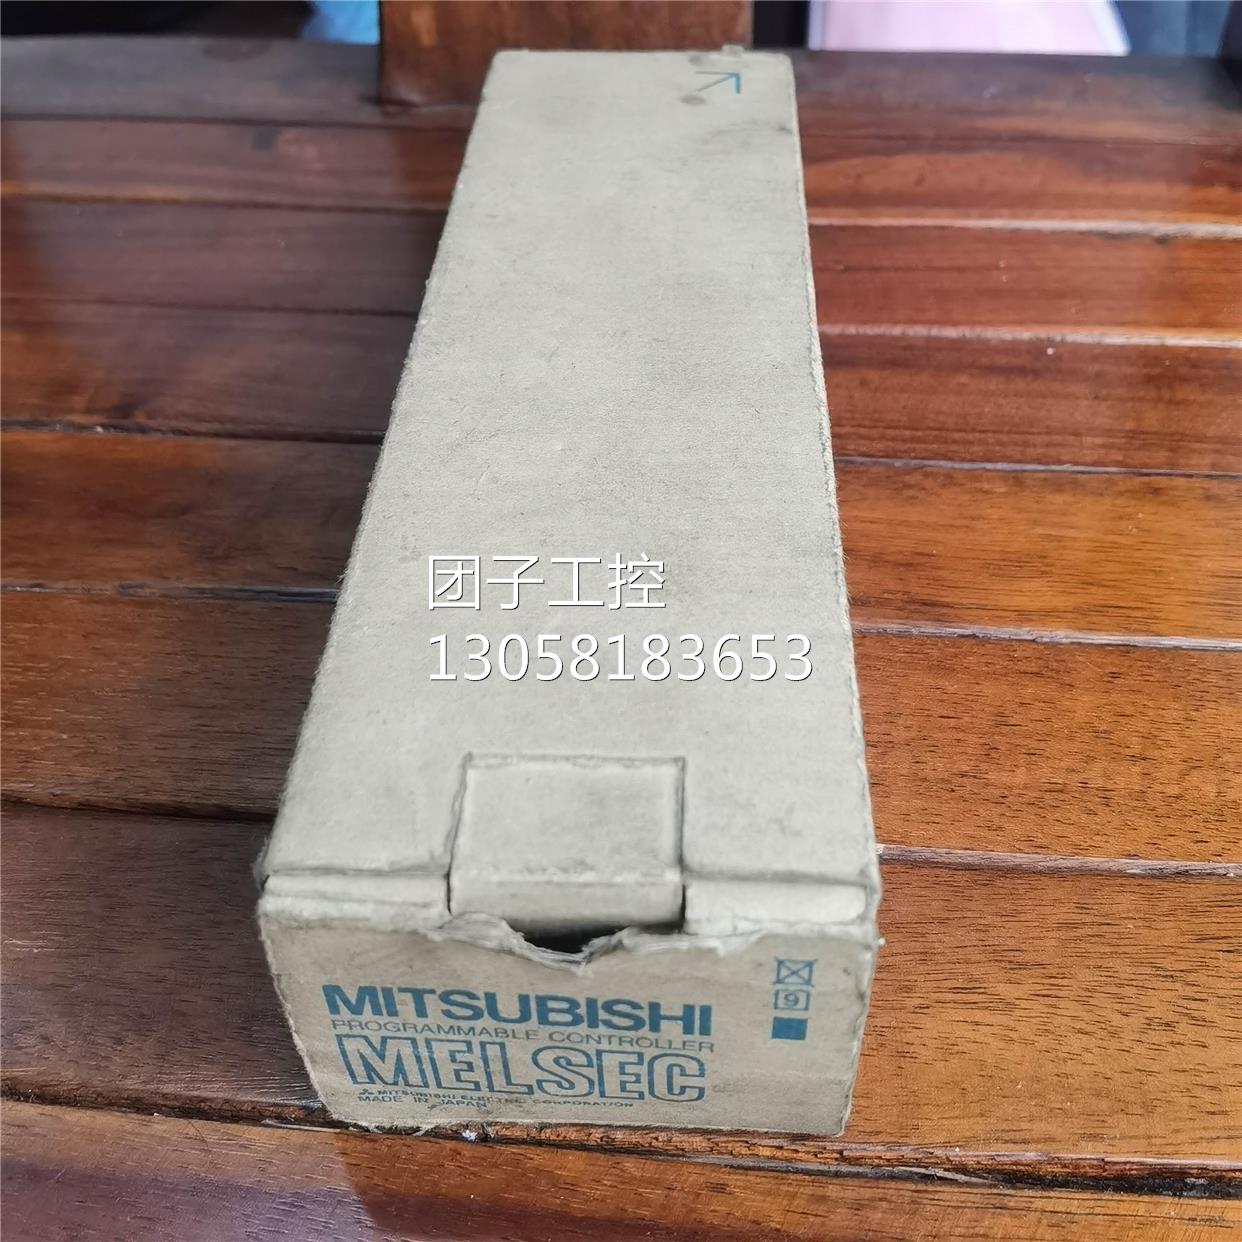 团子工控
13058183653
MITSUBISHI
PROGRAMMABLE CONTROLLER
MELSEC
MITSUBISHI ELECTRIC CORPORATION
MADE IN JAPAN
9